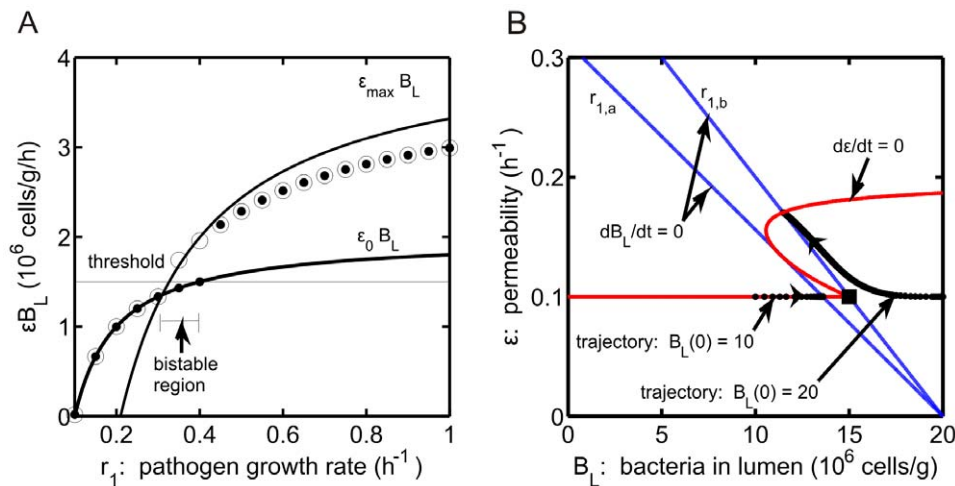 A
4
3
2
1
0
εB_L (10^6 cells/g/h)
ε_max B_L
threshold
ε_0 B_L
bistable
region
0.2 0.4 0.6 0.8 1
r_1: pathogen growth rate (h^-1)
B
0.3
0.2
0.1
0
ε: permeability (h^-1)
r_1,a
r_1,b
dε/dt = 0
dB_L/dt = 0
trajectory: B_L(0) = 10
trajectory: B_L(0) = 20
0 5 10 15 20
B_L: bacteria in lumen (10^6 cells/g)